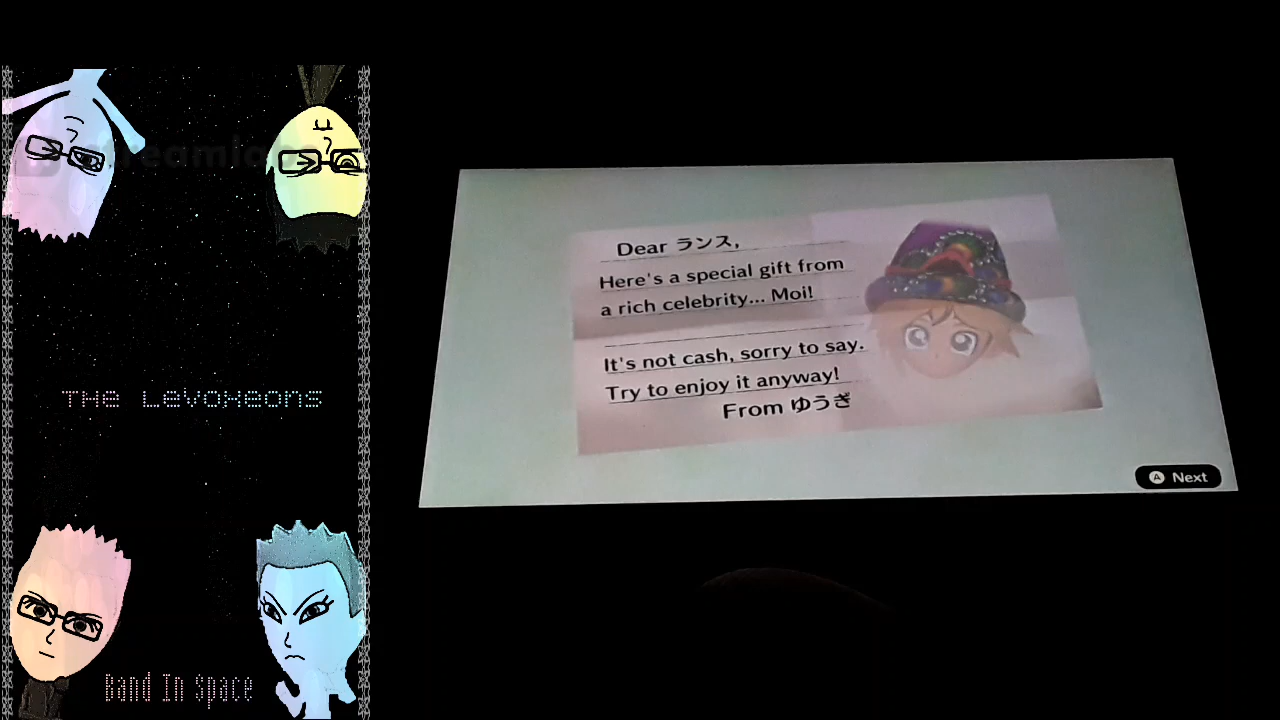 Dear ランス,
Here's a special gift from
a rich celebrity... Moi!
It's not cash, sorry to say.
Try to enjoy it anyway!
From ゆうぎ
A Next
THe LeVoxeons
Band In Space